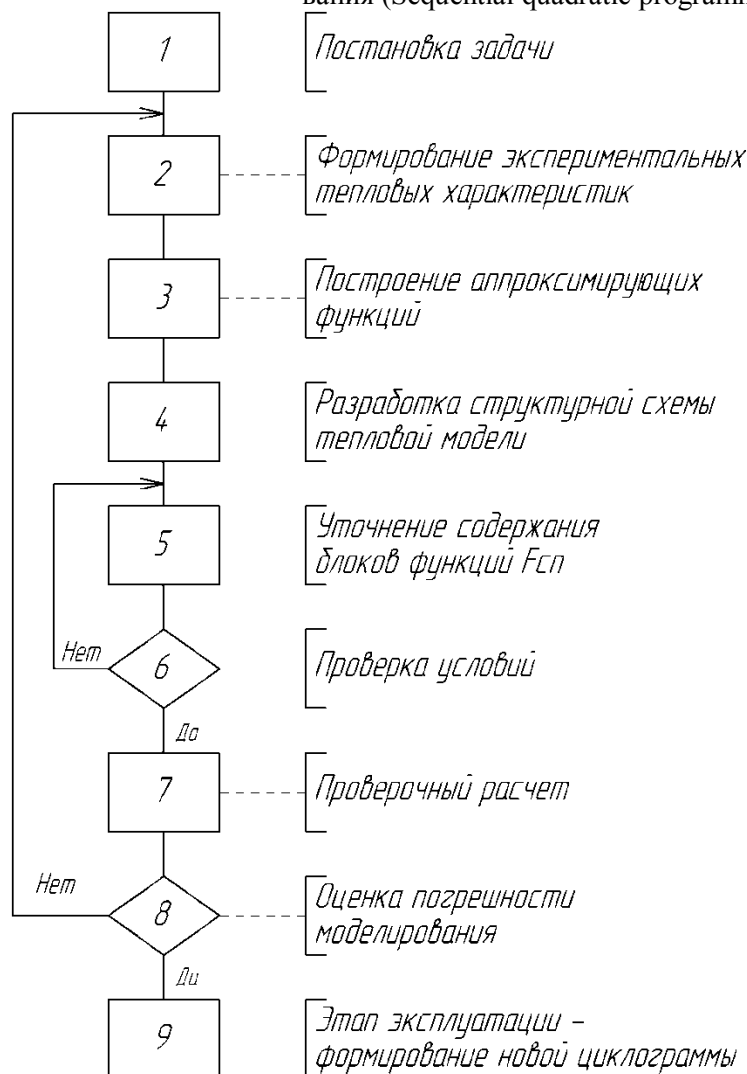 вания (Sequential quadratic programm
1
Постановка задачи
2
Формирование экспериментальных
тепловых характеристик
3
Построение аппроксимирующих
функций
4
Разработка структурной схемы
тепловой модели
5
Уточнение содержания
блоков функций Fсп
Нет
6
Проверка условий
Да
7
Проверочный расчет
Нет
8
Оценка погрешности
моделирования
Да
9
Этап эксплуатации –
формирование новой циклограммы